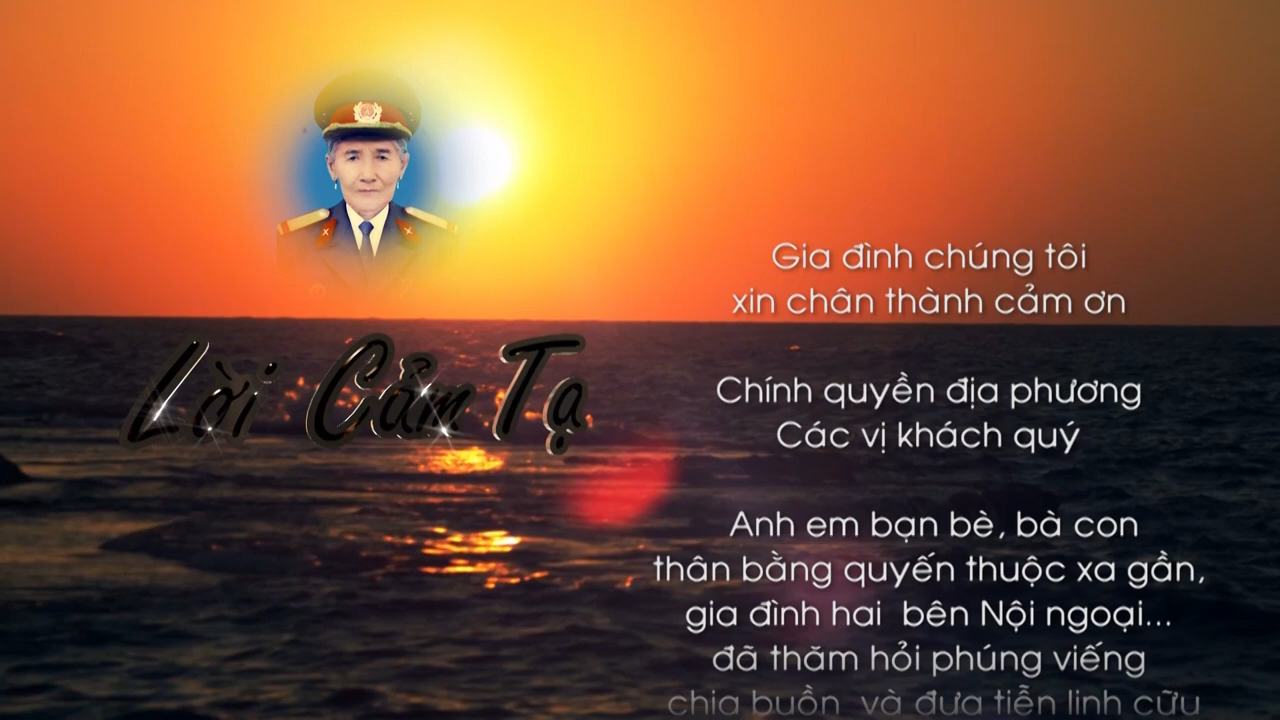 Lời Cảm Tạ
Gia đình chúng tôi
xin chân thành cảm ơn
Chính quyền địa phương
Các vị khách quý
Anh em bạn bè, bà con
thân bằng quyến thuộc xa gần,
gia đình hai bên Nội ngoại...
đã thăm hỏi phúng viếng
chia buồn và đưa tiễn linh cữu